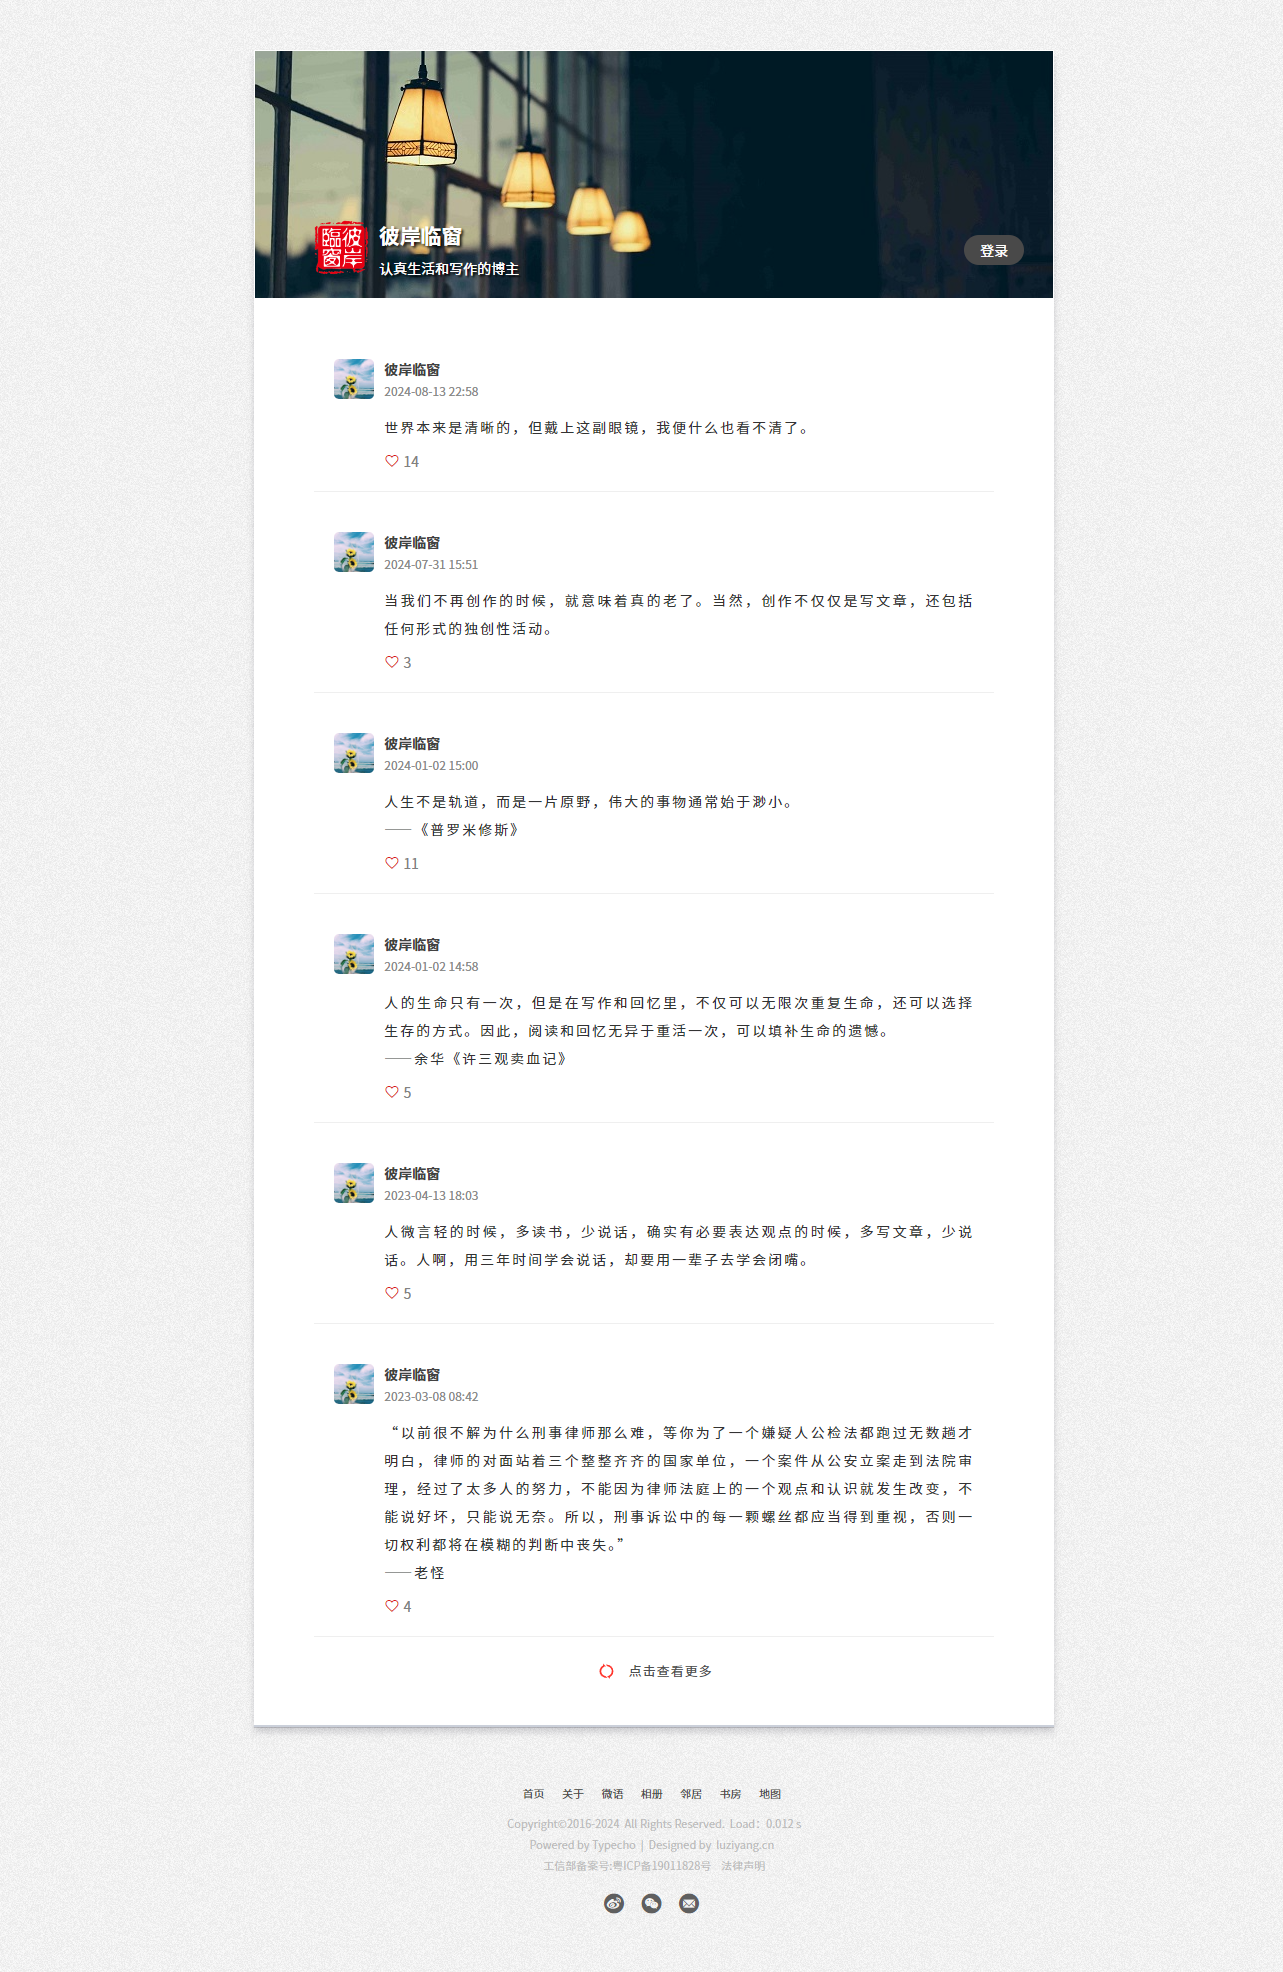 臨窗彼岸
彼岸临窗
认真生活和写作的博主
登录
彼岸临窗
2024-08-13 22:58
世界本来是清晰的，但戴上这副眼镜，我便什么也看不清了。
14
彼岸临窗
2024-07-31 15:51
当我们不再创作的时候，就意味着真的老了。当然，创作不仅仅是写文章，还包括
任何形式的独创性活动。
3
彼岸临窗
2024-01-02 15:00
人生不是轨道，而是一片原野，伟大的事物通常始于渺小。
——《普罗米修斯》
11
彼岸临窗
2024-01-02 14:58
人的生命只有一次，但是在写作和回忆里，不仅可以无限次重复生命，还可以选择
生存的方式。因此，阅读和回忆无异于重活一次，可以填补生命的遗憾。
——余华《许三观卖血记》
5
彼岸临窗
2023-04-13 18:03
人微言轻的时候，多读书，少说话，确实有必要表达观点的时候，多写文章，少说
话。人啊，用三年时间学会说话，却要用一辈子去学会闭嘴。
5
彼岸临窗
2023-03-08 08:42
“以前很不解为什么刑事律师那么难，等你为了一个嫌疑人公检法都跑过无数趟才
明白，律师的对面站着三个整整齐齐的国家单位，一个案件从公安立案走到法院审
理，经过了太多人的努力，不能因为律师法庭上的一个观点和认识就发生改变，不
能说好坏，只能说无奈。所以，刑事诉讼中的每一颗螺丝都应当得到重视，否则一
切权利都将在模糊的判断中丧失。”
——老怪
4
点击查看更多
首页 关于 微语 相册 邻居 书房 地图
Copyright©2016-2024 All Rights Reserved. Load：0.012 s
Powered by Typecho | Designed by luziyang.cn
工信部备案号:粤ICP备19011828号 法律声明